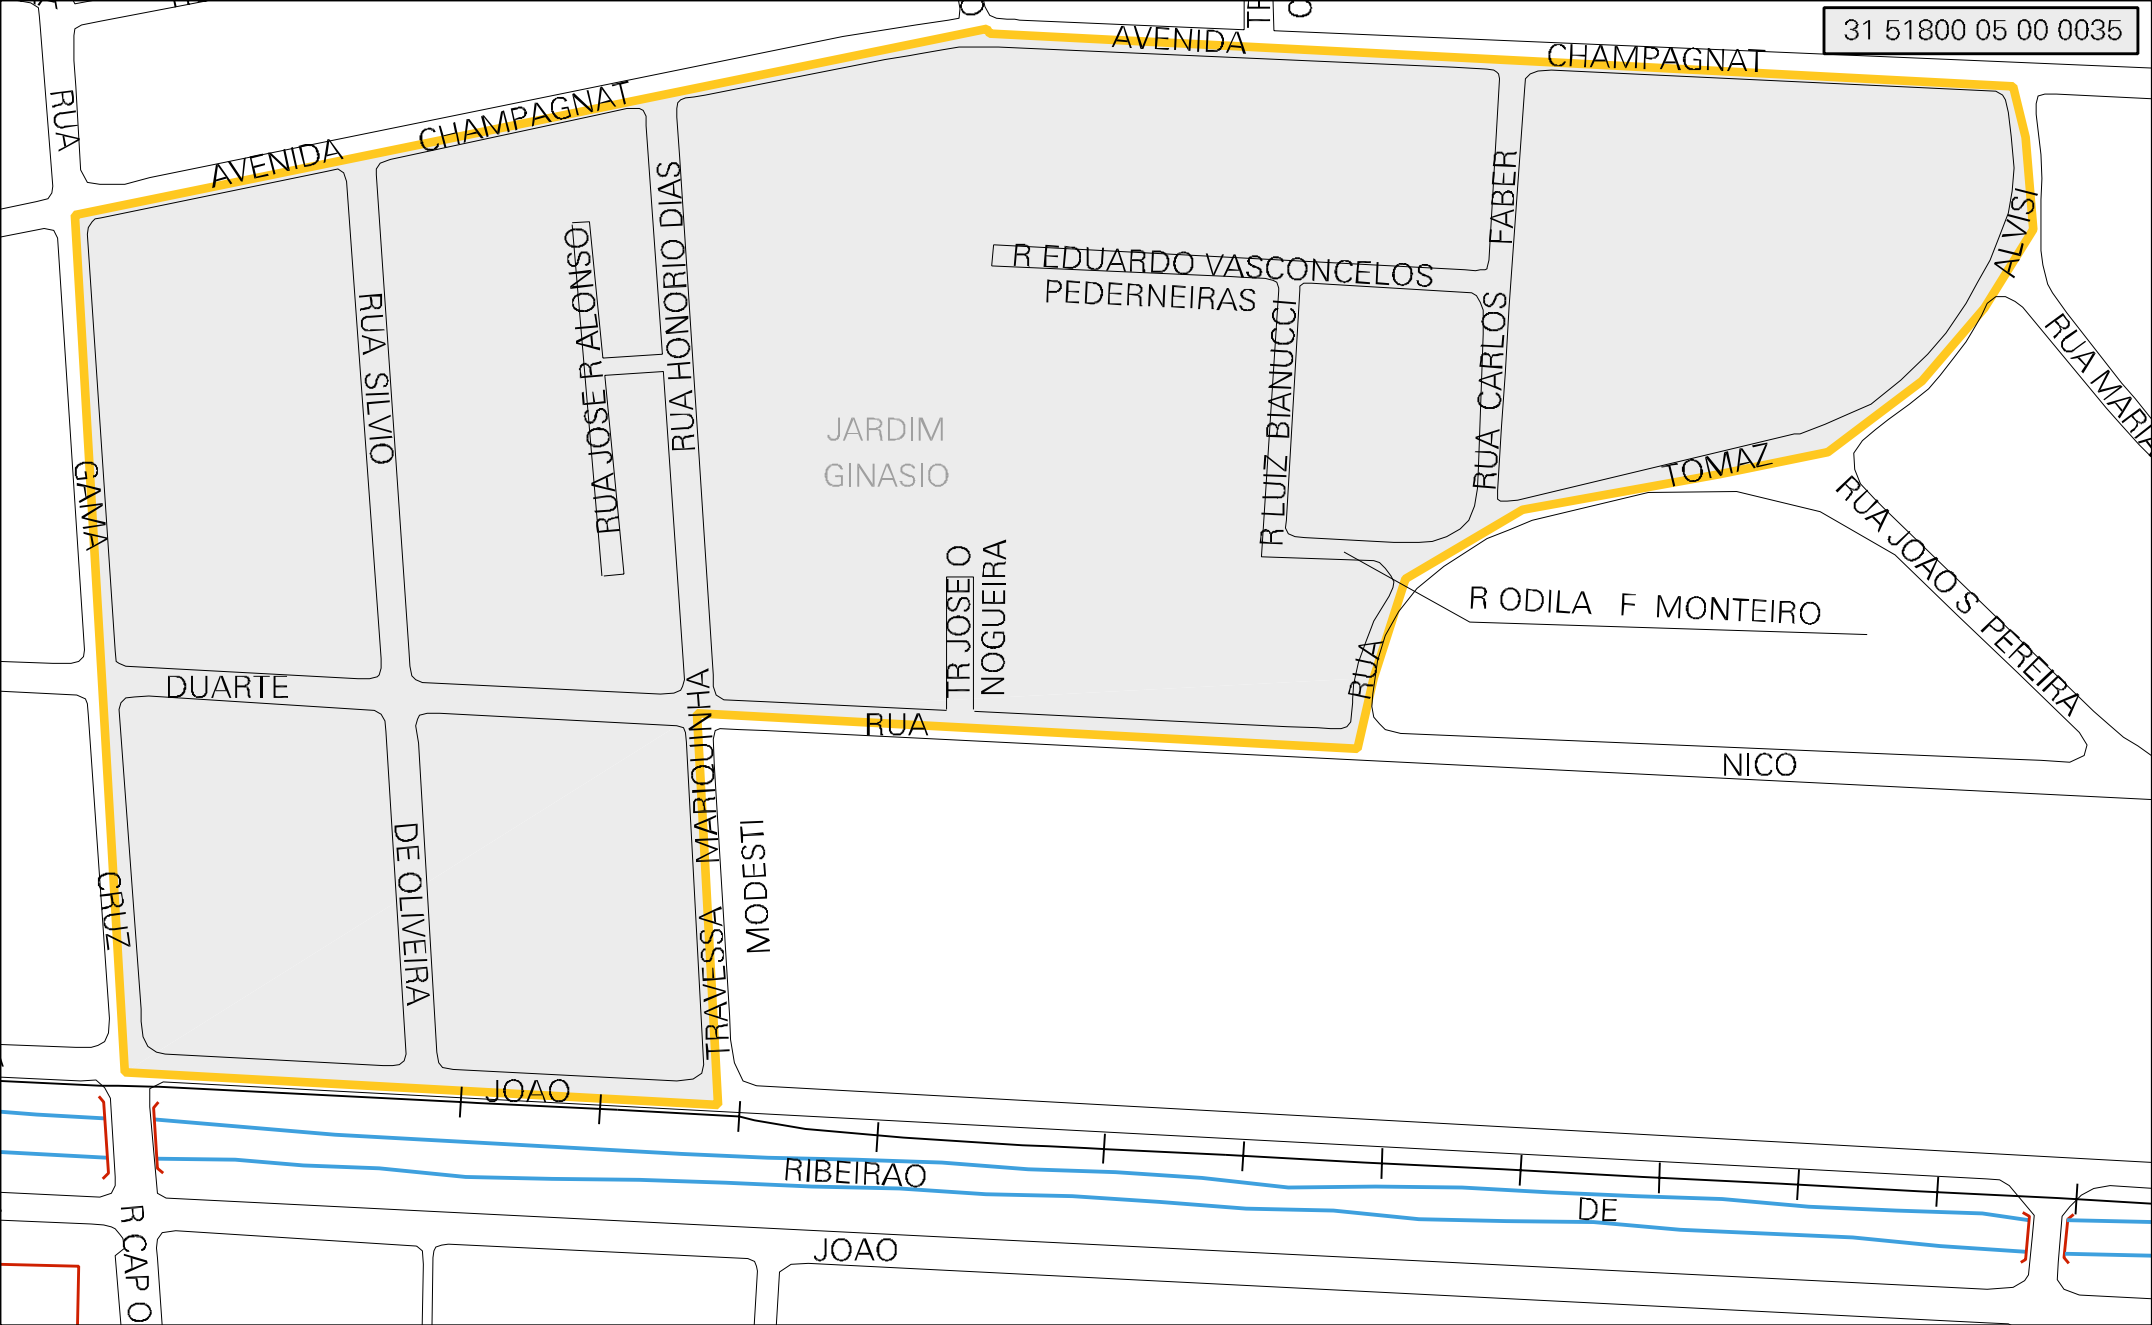 31 51800 05 00 0035
AVENIDA
CHAMPAGNAT
RUA
AVENIDA
CHAMPAGNAT
RUA SILVIO
RUA JOSE R ALONSO
RUA HONORIO DIAS
R EDUARDO VASCONCELOS
PEDERNEIRAS
FABER
RUA CARLOS
ALVISI
RUA MARIA
R LUIZ BIANUCCI
JARDIM
GINASIO
TOMAZ
GAMA
RUA JOAO S PEREIRA
TR JOSE O
NOGUEIRA
R ODILA F MONTEIRO
RUA
DUARTE
RUA
NICO
TRAVESSA MARIQUINHA
MODESTI
DE OLIVEIRA
CRUZ
JOAO
RIBEIRAO
DE
R CAP O
JOAO